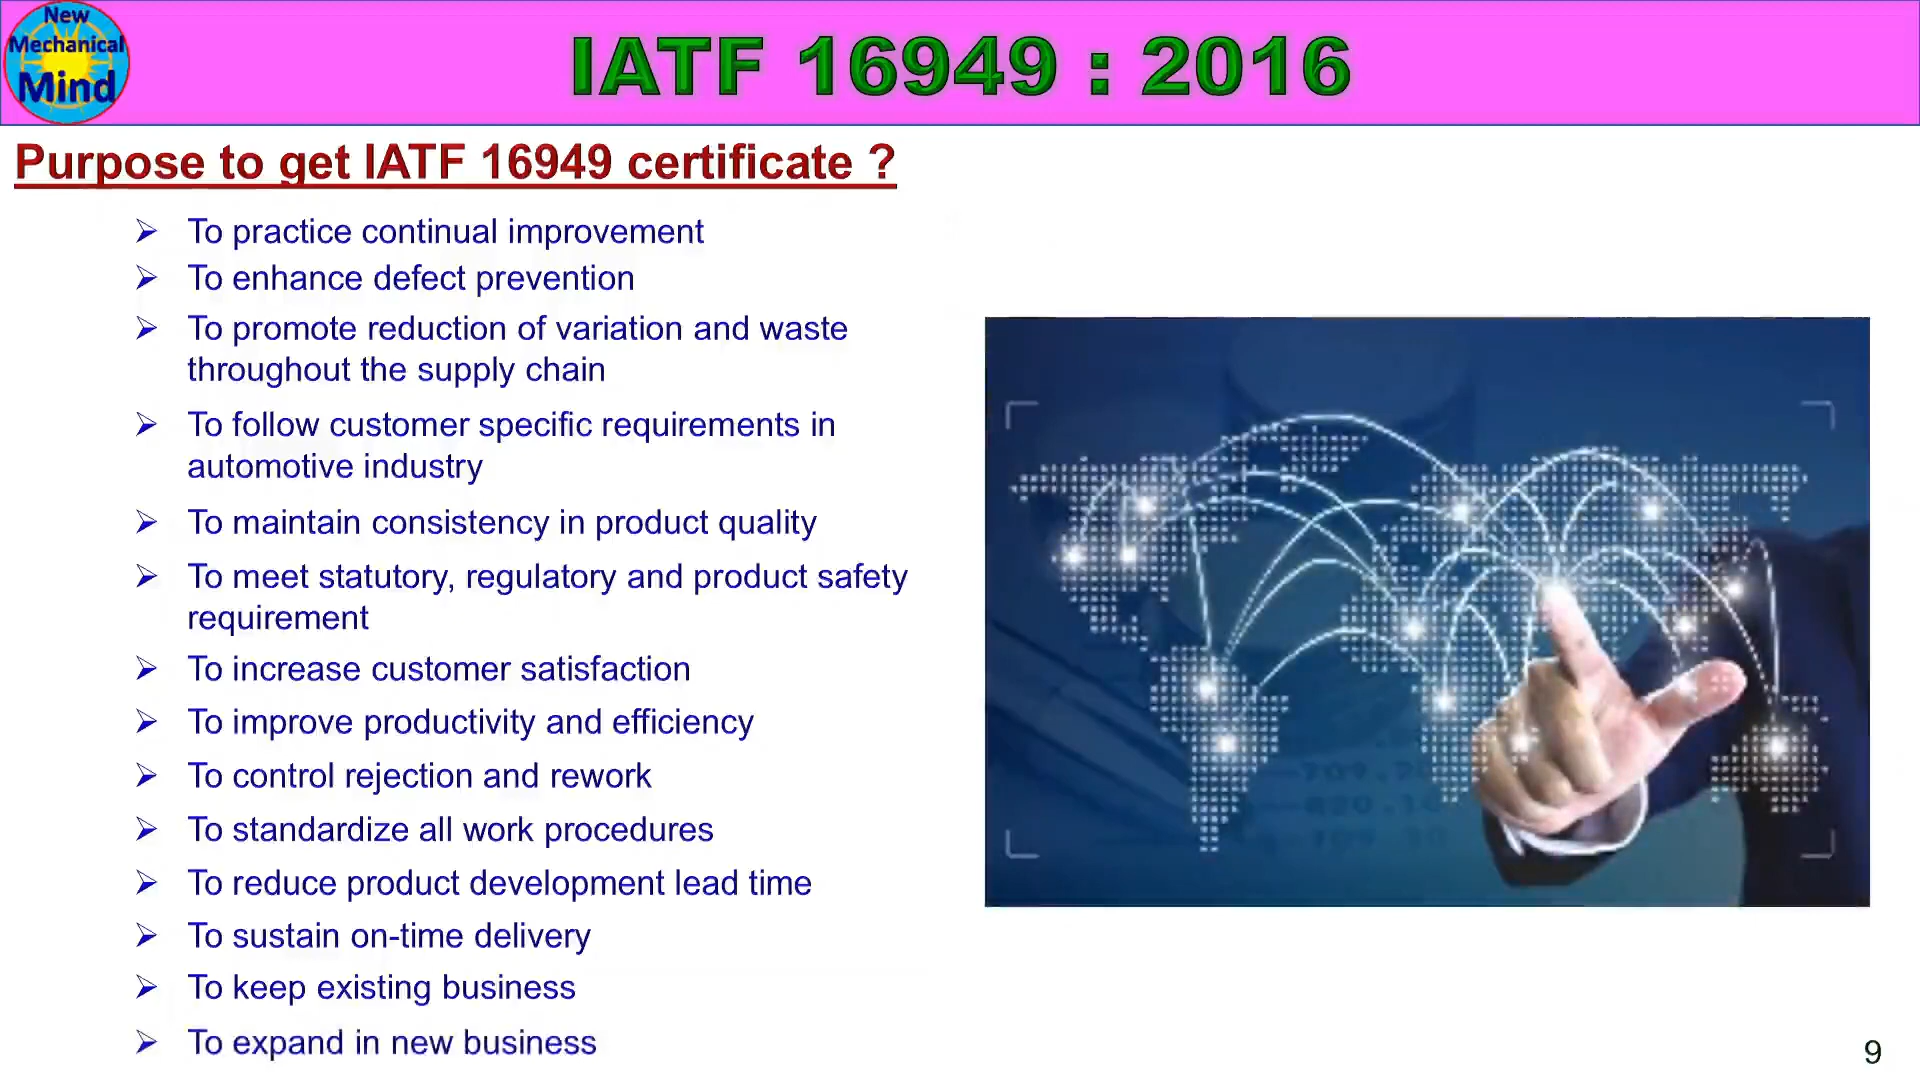 New
Mechanical
Mind
IATF 16949 : 2016
Purpose to get IATF 16949 certificate ?
➢ To practice continual improvement
➢ To enhance defect prevention
➢ To promote reduction of variation and waste
throughout the supply chain
➢ To follow customer specific requirements in
automotive industry
➢ To maintain consistency in product quality
➢ To meet statutory, regulatory and product safety
requirement
➢ To increase customer satisfaction
➢ To improve productivity and efficiency
➢ To control rejection and rework
➢ To standardize all work procedures
➢ To reduce product development lead time
➢ To sustain on-time delivery
➢ To keep existing business
➢ To expand in new business
9